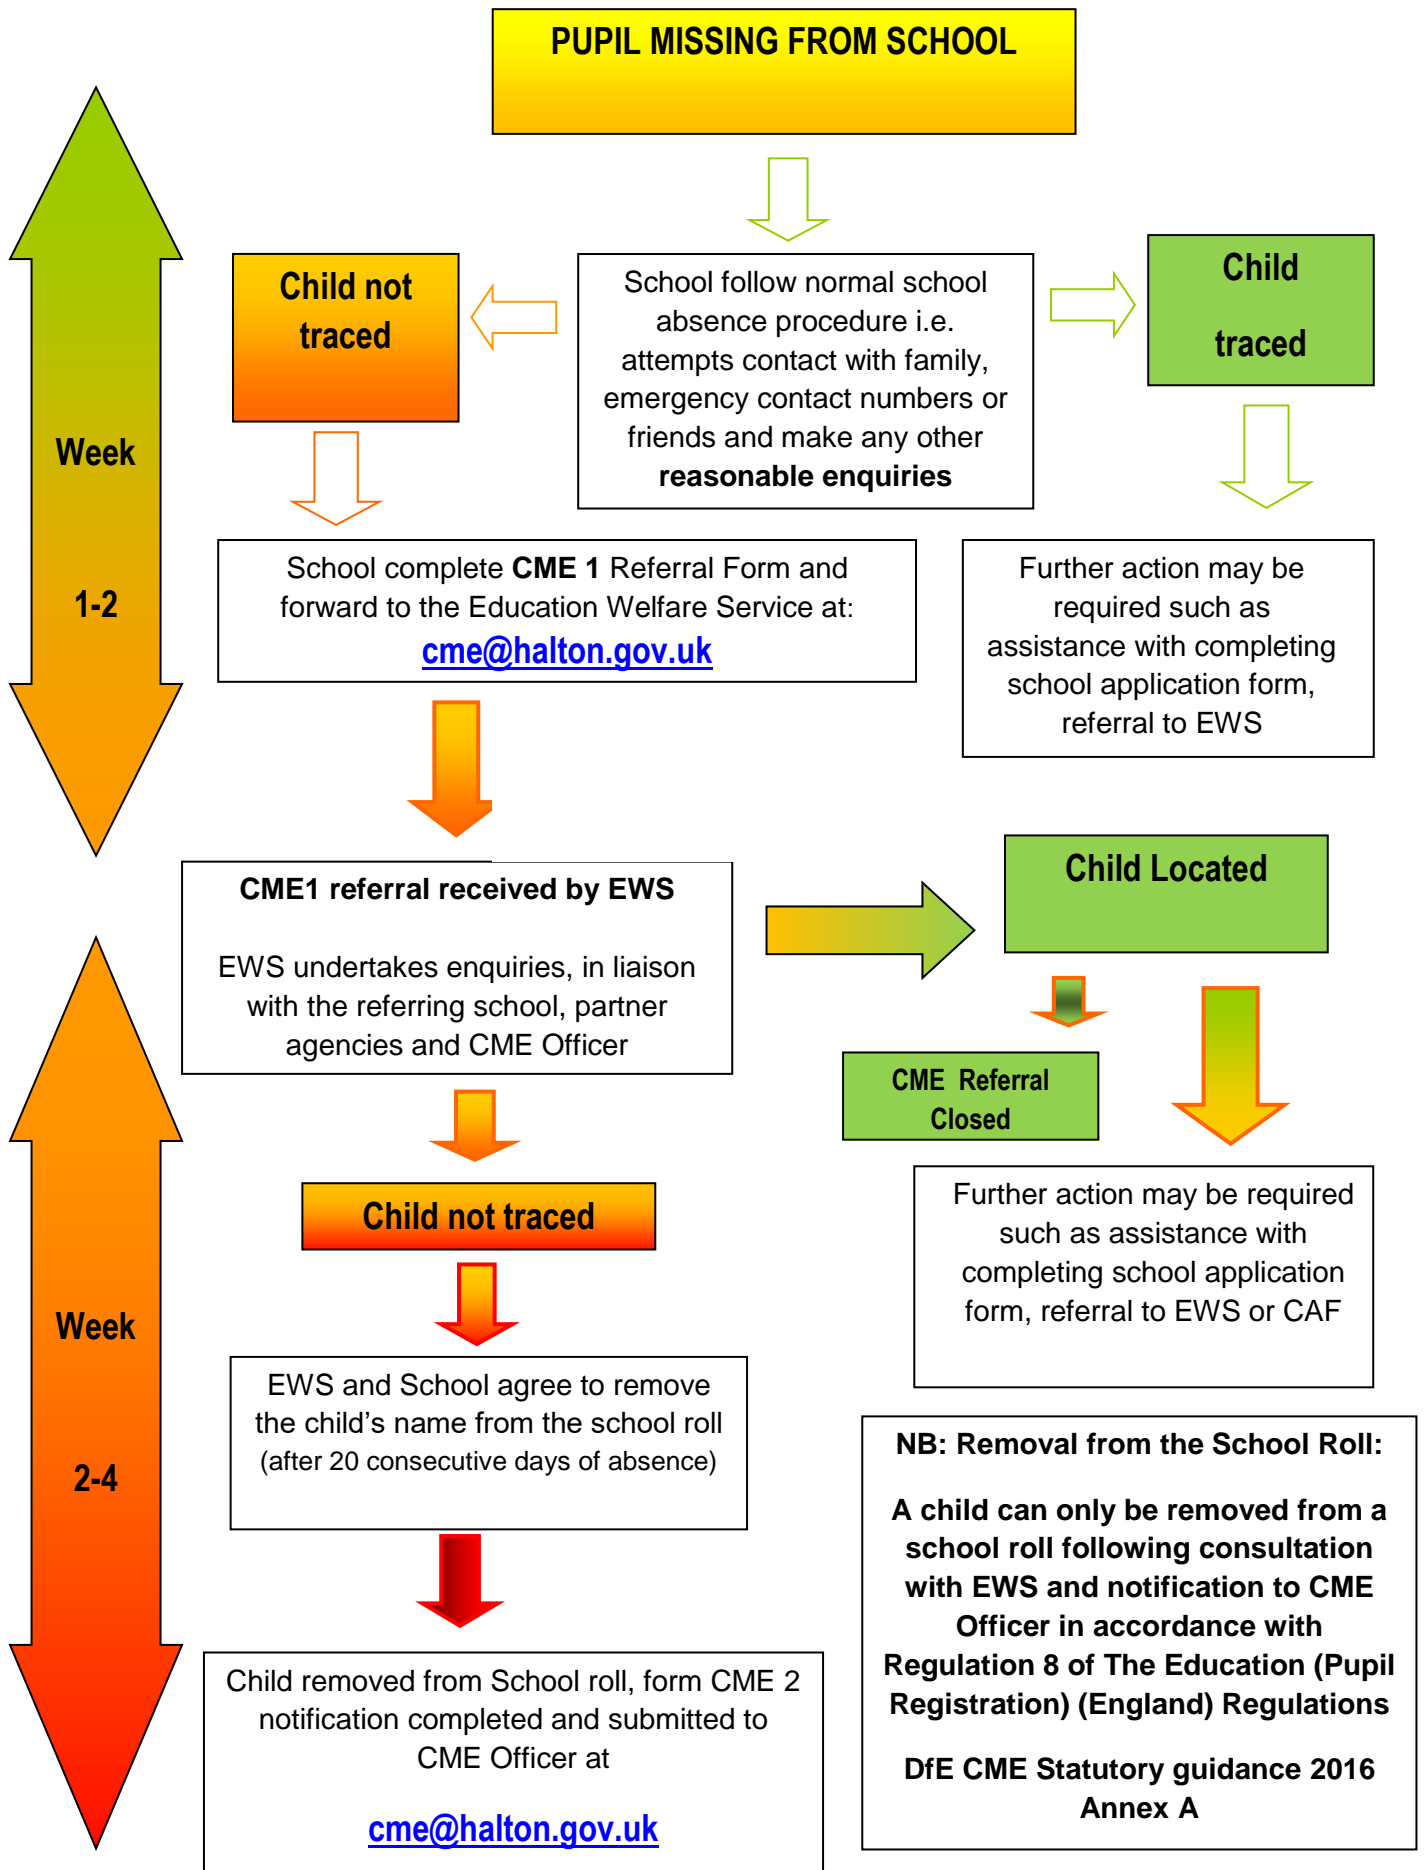 PUPIL MISSING FROM SCHOOL
Week
1-2
Child not
traced
School follow normal school
absence procedure i.e.
attempts contact with family,
emergency contact numbers or
friends and make any other
reasonable enquiries
Child
traced
School complete CME 1 Referral Form and
forward to the Education Welfare Service at:
cme@halton.gov.uk
Further action may be
required such as
assistance with completing
school application form,
referral to EWS
CME1 referral received by EWS
EWS undertakes enquiries, in liaison
with the referring school, partner
agencies and CME Officer
Child Located
CME Referral
Closed
Further action may be required
such as assistance with
completing school application
form, referral to EWS or CAF
Week
2-4
Child not traced
EWS and School agree to remove
the child’s name from the school roll
(after 20 consecutive days of absence)
Child removed from School roll, form CME 2
notification completed and submitted to
CME Officer at
cme@halton.gov.uk
NB: Removal from the School Roll:
A child can only be removed from a
school roll following consultation
with EWS and notification to CME
Officer in accordance with
Regulation 8 of The Education (Pupil
Registration) (England) Regulations
DfE CME Statutory guidance 2016
Annex A